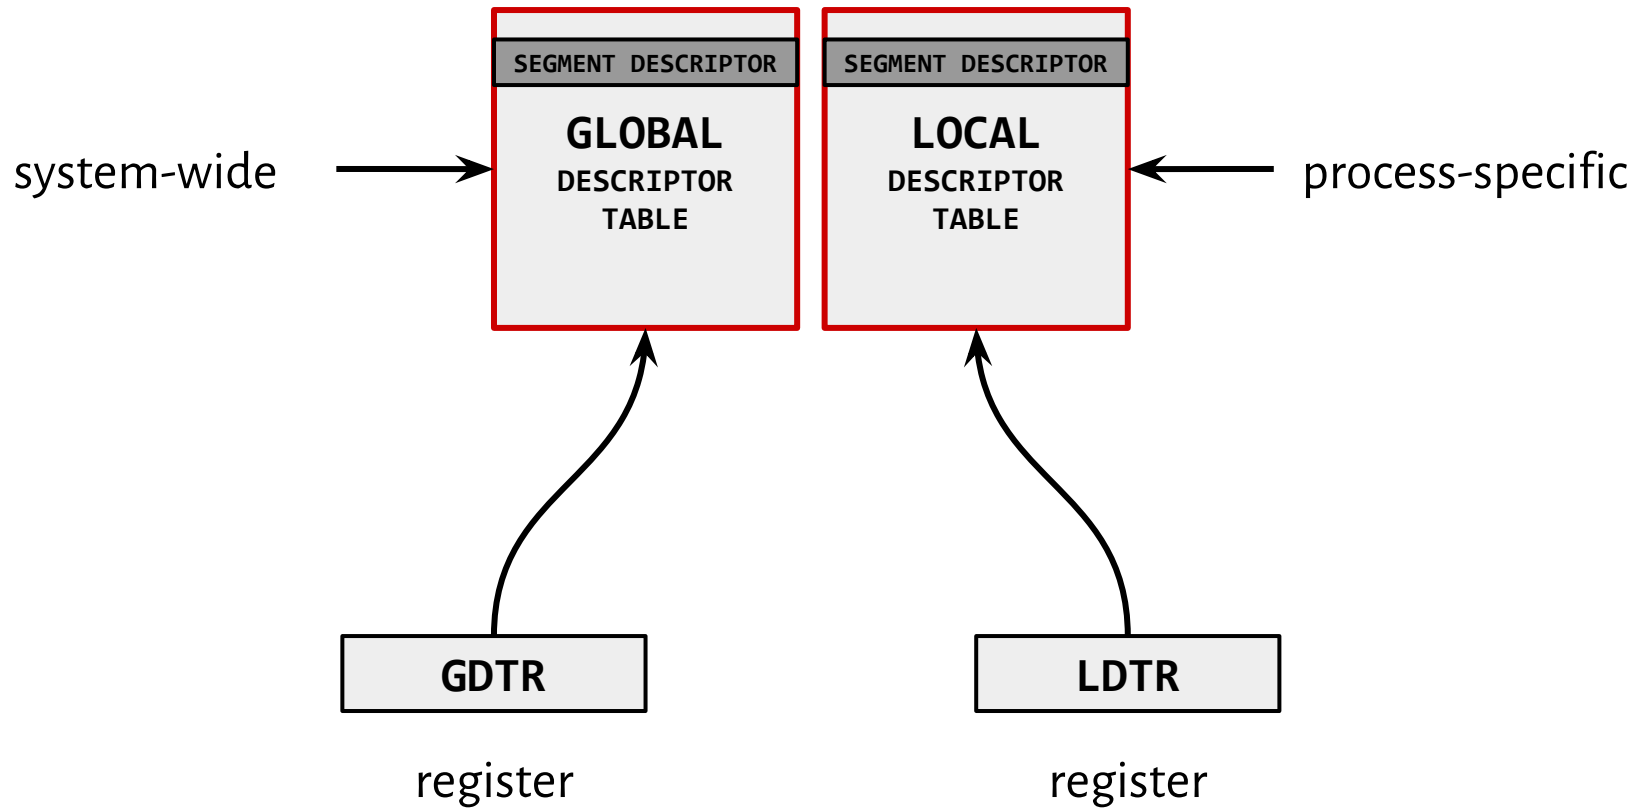 SEGMENT DESCRIPTOR
SEGMENT DESCRIPTOR
GLOBAL
DESCRIPTOR
TABLE
LOCAL
DESCRIPTOR
TABLE
system-wide
process-specific
GDTR
LDTR
register
register